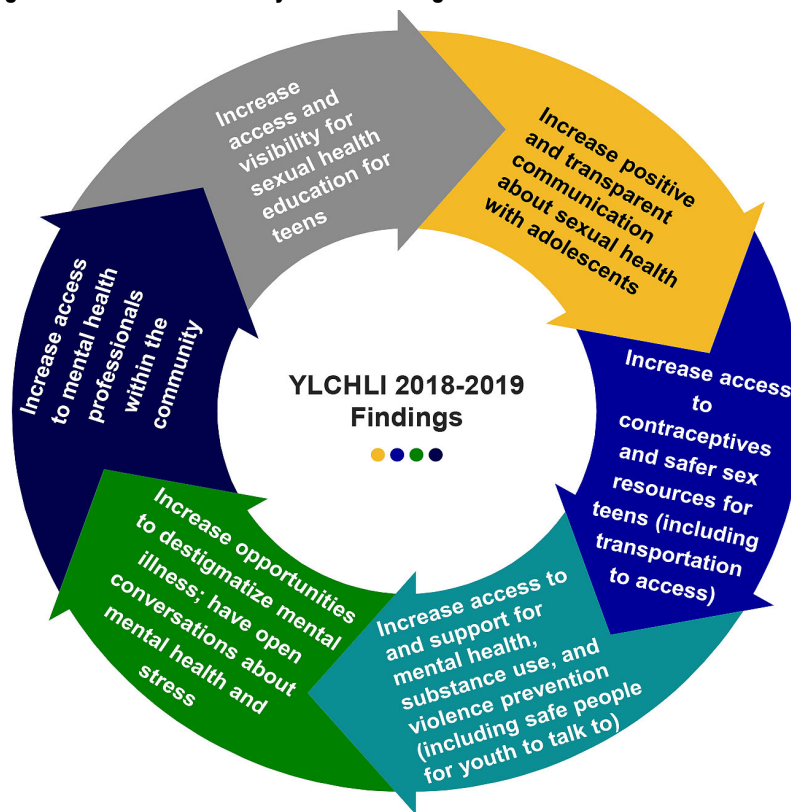 Increase
access and
visibility for
sexual health
education for
teens
Increase positive
and transparent
communication
about sexual health
with adolescents
Increase access
to
contraceptives
and safer sex
resources for
teens (including
transportation
to access)
Increase access to
and support for
mental health,
substance use, and
violence prevention
(including safe people
for youth to talk to)
Increase opportunities
to destigmatize mental
illness; have open
conversations about
mental health and
stress
Increase access
to mental health
professionals
within the
community
YLCHLI 2018-2019
Findings